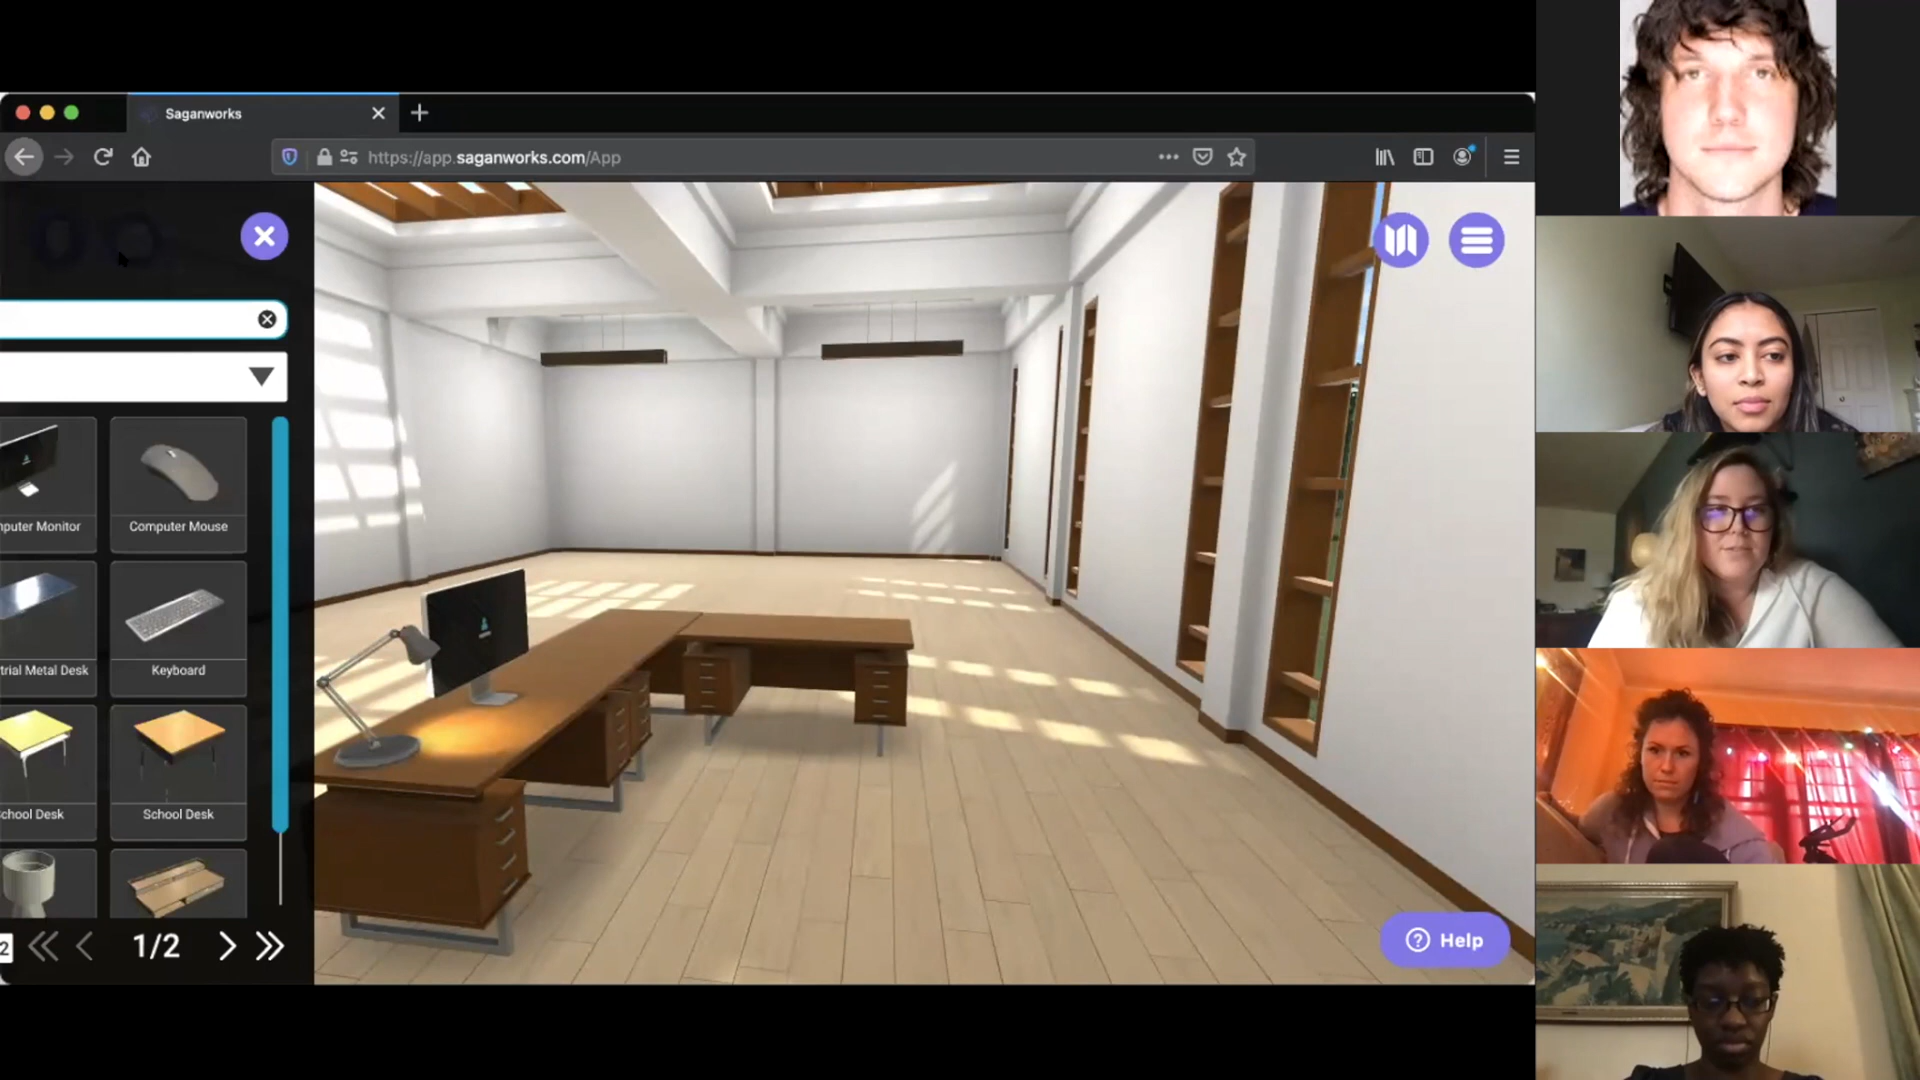 Saganworks
https://app.saganworks.com/App
puter Monitor
Computer Mouse
trial Metal Desk
Keyboard
chool Desk
School Desk
2
1/2
? Help